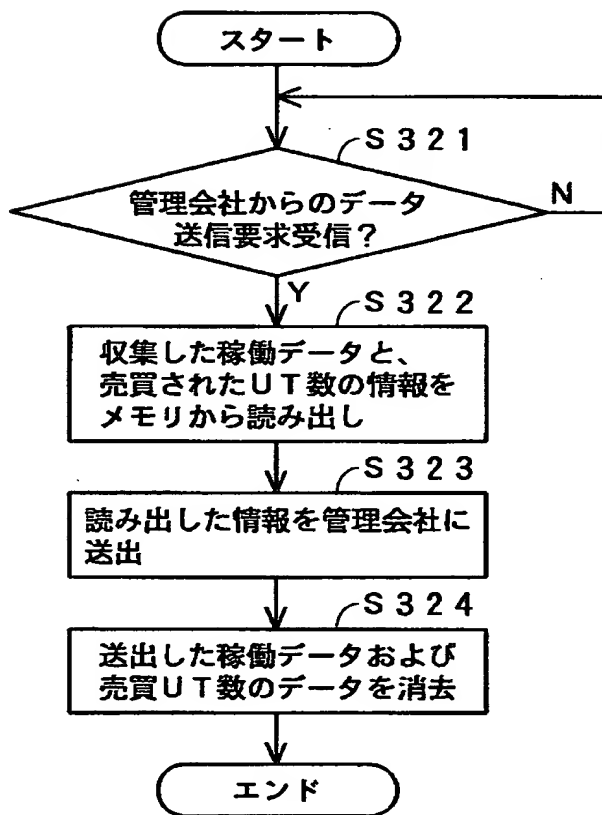 スタート
S321
管理会社からのデータ
送信要求受信?
N
Y
S322
収集した稼働データと、
売買されたUT数の情報を
メモリから読み出し
S323
読み出した情報を管理会社に
送出
S324
送出した稼働データおよび
売買UT数のデータを消去
エンド